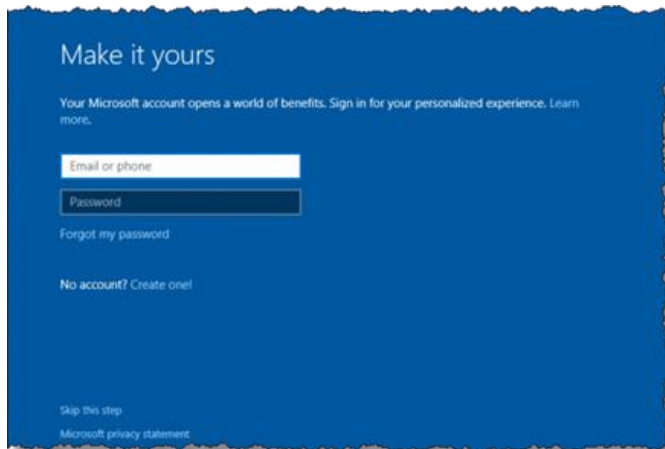 Make it yours
Your Microsoft account opens a world of benefits. Sign in for your personalized experience. Learn
more.
Email or phone
Password
Forgot my password
No account? Create one!
Skip this step
Microsoft privacy statement